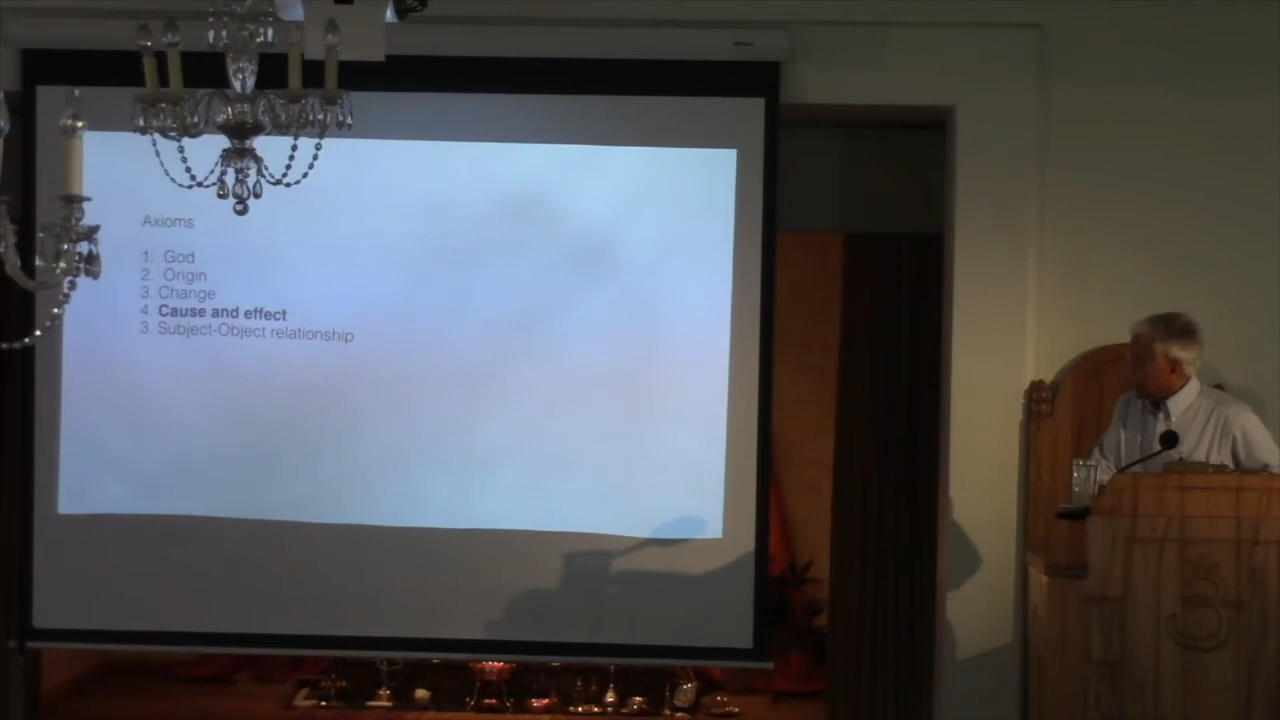 Axioms
1. God
2. Origin
3. Change
4. Cause and effect
3. Subject-Object relationship